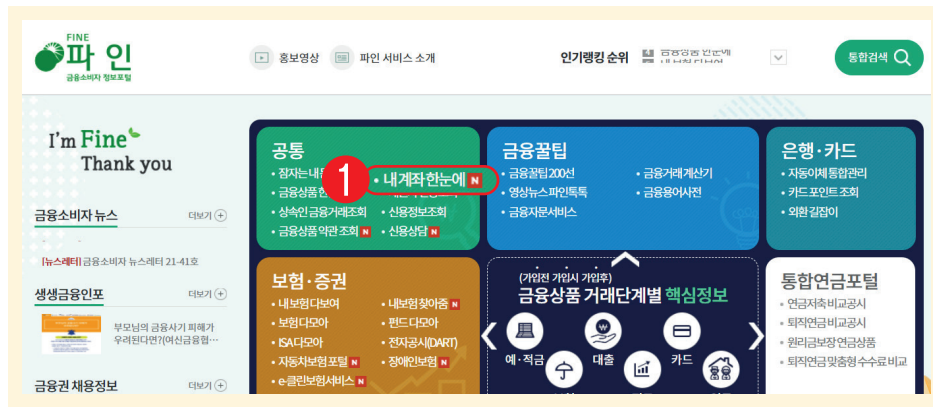 FINE
파인
금융소비자 정보포털
홍보영상
파인 서비스 소개
인기랭킹 순위
통합검색
I'm Fine
Thank you
금융소비자 뉴스
더보기
[뉴스레터] 금융소비자 뉴스레터 21-41호
생생금융인포
더보기
부모님의 금융사기 피해가
우려된다면?(여신금융협…
금융권 채용정보
더보기
공통
• 잠자는 내
1
• 내 계좌 한눈에 N
• 금융상품 한
• 상속인 금융거래조회
• 신용정보조회
• 금융상품 약관 조회 N
• 신용상담 N
금융꿀팁
• 금융꿀팁 200선
• 금융거래 계산기
• 영상뉴스 파인톡톡
• 금융용어사전
• 금융자문서비스
은행·카드
• 자동이체 통합관리
• 카드포인트 조회
• 외환길잡이
보험·증권
• 내보험다보여
• 내보험 찾아줌 N
• 보험다모아
• 펀드다모아
• ISA다모아
• 전자공시(DART)
• 자동차보험 포털 N
• 장애인보험 N
• e-클린보험서비스 N
(가입전 가입시 가입후)
금융상품 거래단계별 핵심정보
예·적금
대출
카드
통합연금포털
• 연금저축 비교공시
• 퇴직연금 비교공시
• 원리금보장 연금상품
• 퇴직연금 맞춤형 수수료 비교